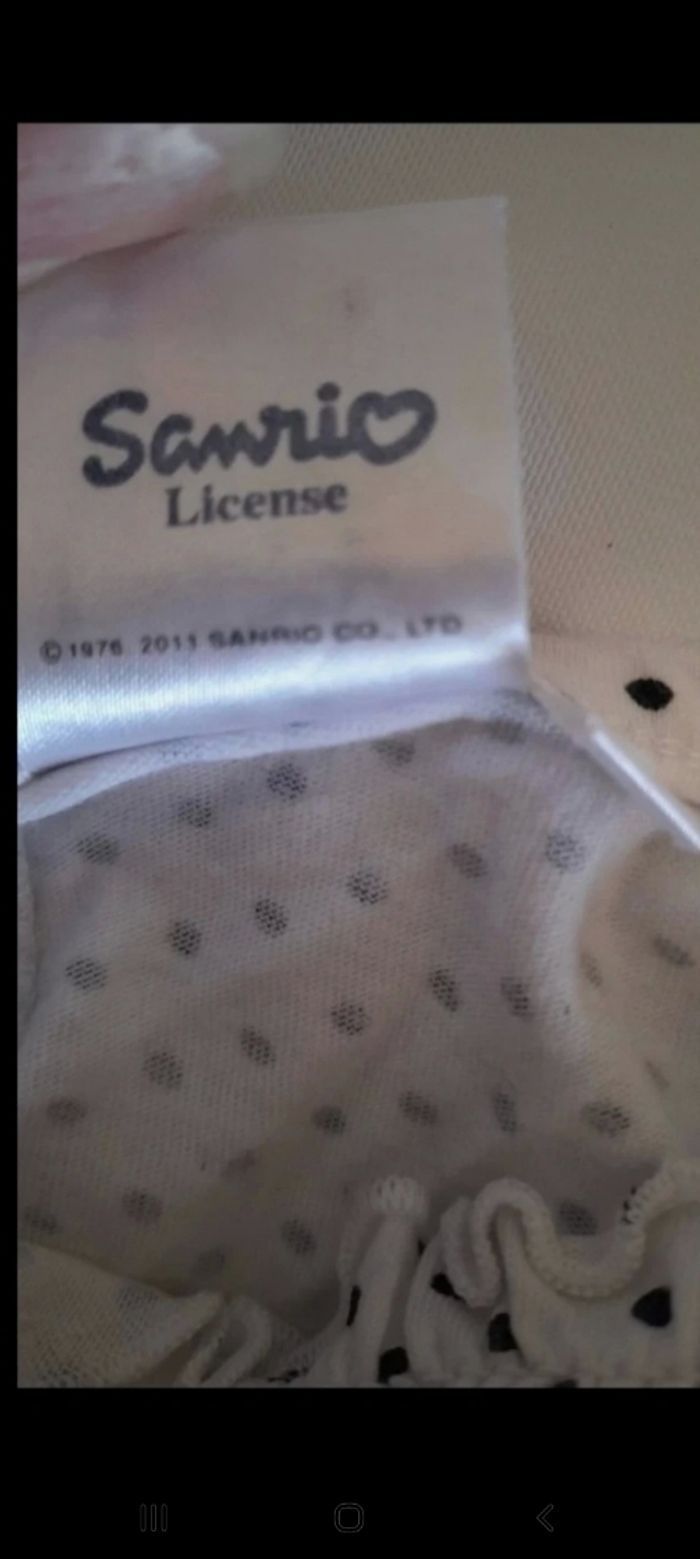 Sanrio
License
©1976, 2011 SANRIO CO., LTD